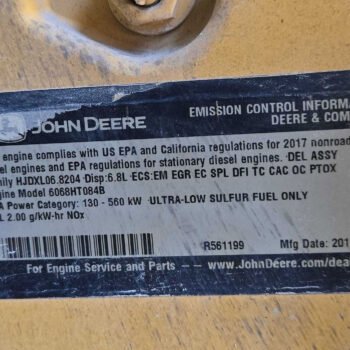 JOHN DEERE
EMISSION CONTROL INFORMA
DEERE & COM
engine complies with US EPA and California regulations for 2017 nonroad
el engines and EPA regulations for stationary diesel engines. ·DEL ASSY
ily HJDXL06.8204 ·Disp:6.8L ·ECS:EM EGR EC SPL DFI TC CAC OC PTOX
ngine Model 6068HT084B
A Power Category: 130 - 560 kW ·ULTRA-LOW SULFUR FUEL ONLY
L 2.00 g/kW-hr NOx
R561199 Mfg Date: 201
For Engine Service and Parts -- www.JohnDeere.com/dea